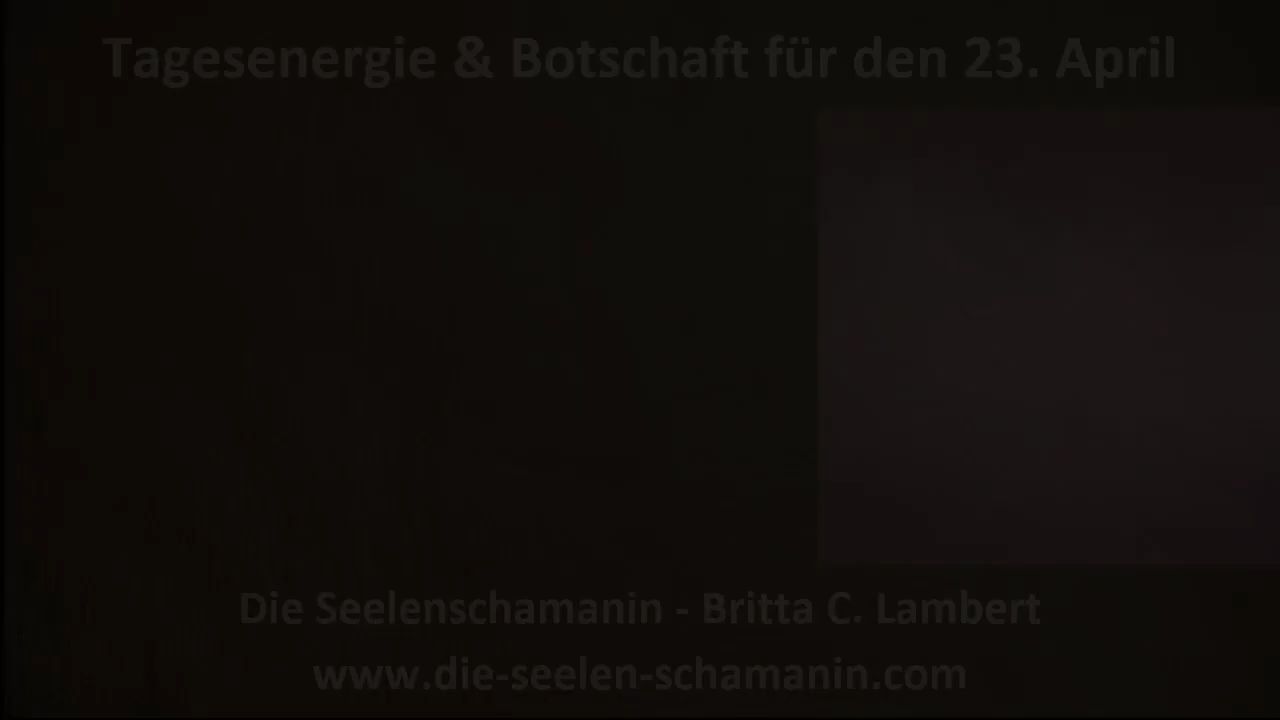 Tagesenergie & Botschaft für den 23. April
Die Seelenschamanin - Britta C. Lambert
www.die-seelen-schamanin.com